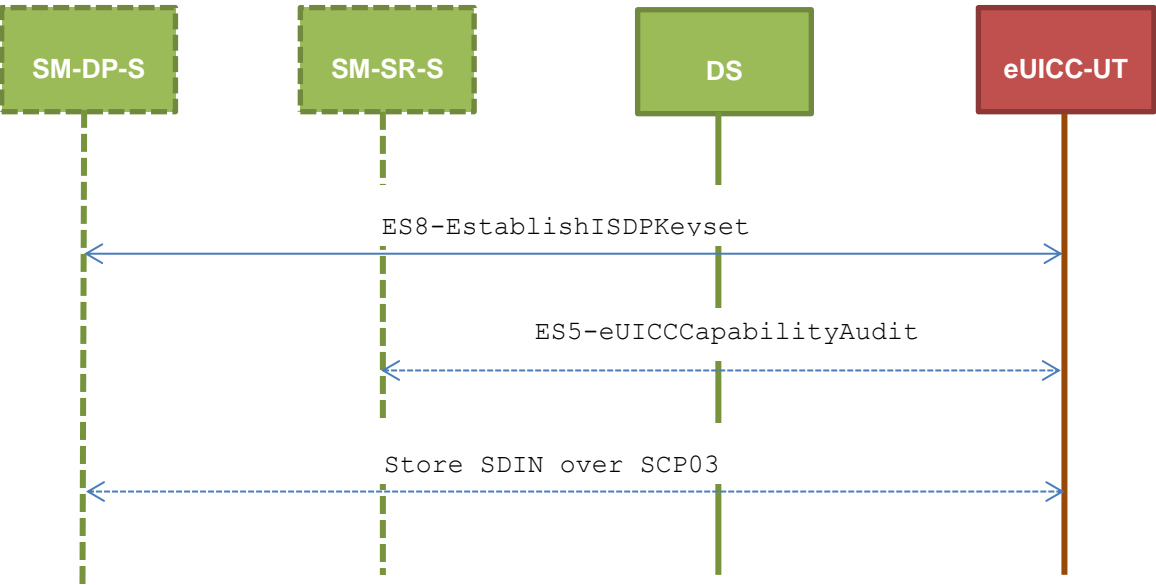 SM-DP-S
SM-SR-S
DS
eUICC-UT
ES8-EstablishISDPKeyset
ES5-eUICCCapabilityAudit
Store SDIN over SCP03